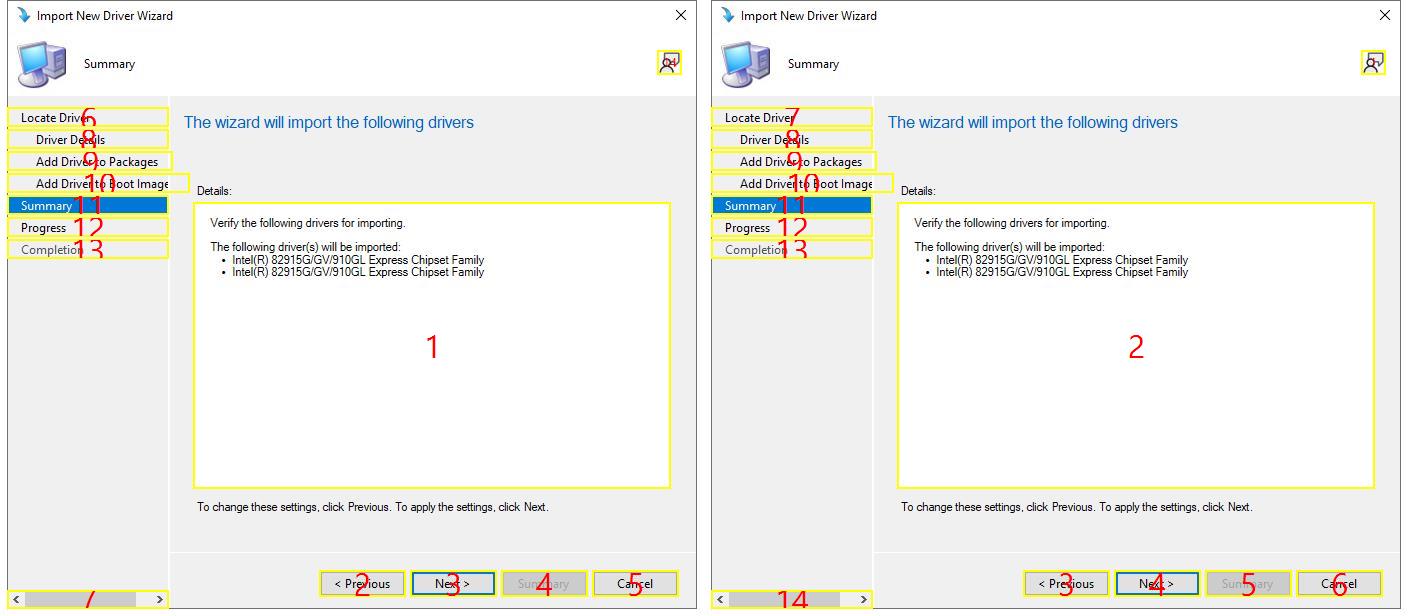 Import New Driver Wizard
Summary
14
Locate Driver 6
Driver Details 8
Add Driver to Packages 9
Add Driver to Boot Image 10
Summary 11
Progress 12
Completion 13
The wizard will import the following drivers
Details:
Verify the following drivers for importing.
The following driver(s) will be imported:
• Intel(R) 82915G/GV/910GL Express Chipset Family
• Intel(R) 82915G/GV/910GL Express Chipset Family
1
To change these settings, click Previous. To apply the settings, click Next.
7
< Previous 2
Next > 3
Summary 4
Cancel 5
Import New Driver Wizard
Summary
Locate Driver 7
Driver Details 8
Add Driver to Packages 9
Add Driver to Boot Image 10
Summary 11
Progress 12
Completion 13
The wizard will import the following drivers
Details:
Verify the following drivers for importing.
The following driver(s) will be imported:
• Intel(R) 82915G/GV/910GL Express Chipset Family
• Intel(R) 82915G/GV/910GL Express Chipset Family
2
To change these settings, click Previous. To apply the settings, click Next.
14
< Previous 3
Next > 4
Summary 5
Cancel 6